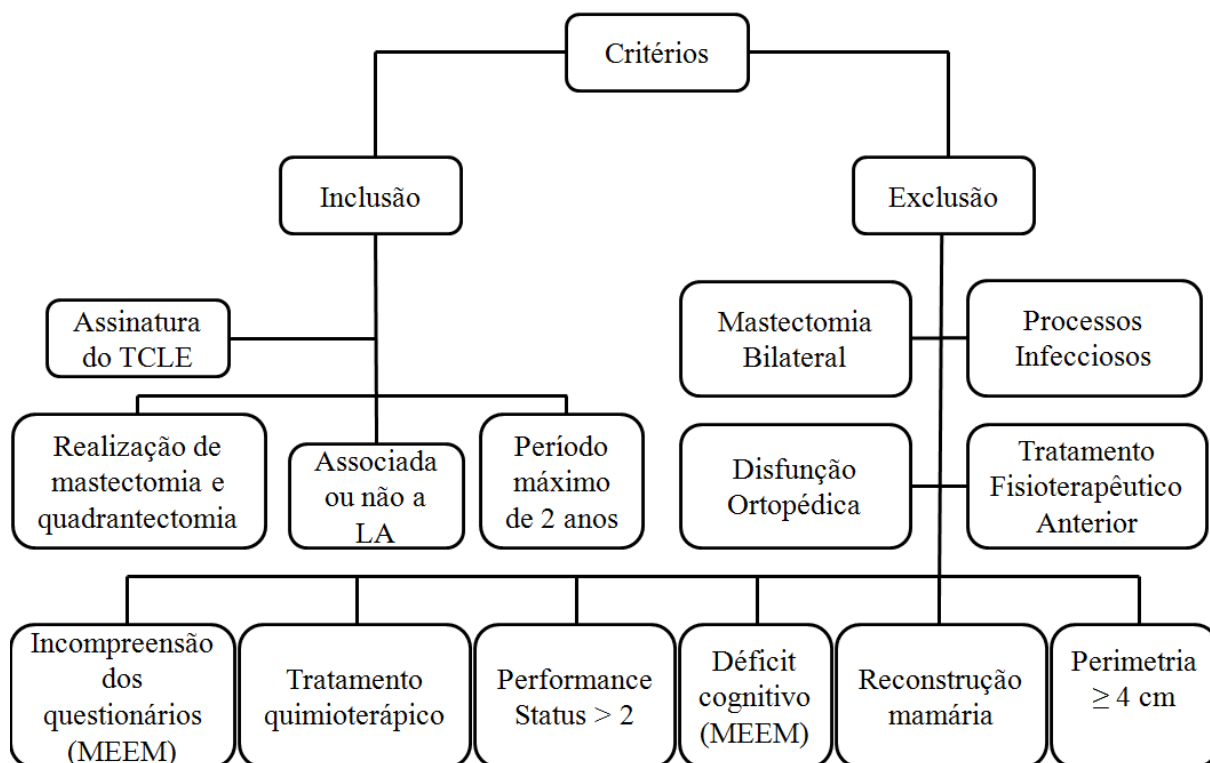 Critérios
Inclusão
Exclusão
Assinatura
do TCLE
Realização de
mastectomia e
quadrantectomia
Associada
ou não a
LA
Período
máximo
de 2 anos
Mastectomia
Bilateral
Processos
Infecciosos
Disfunção
Ortopédica
Tratamento
Fisioterapêutico
Anterior
Incompreensão
dos
questionários
(MEEM)
Tratamento
quimioterápico
Performance
Status > 2
Déficit
cognitivo
(MEEM)
Reconstrução
mamária
Perimetria
≥ 4 cm